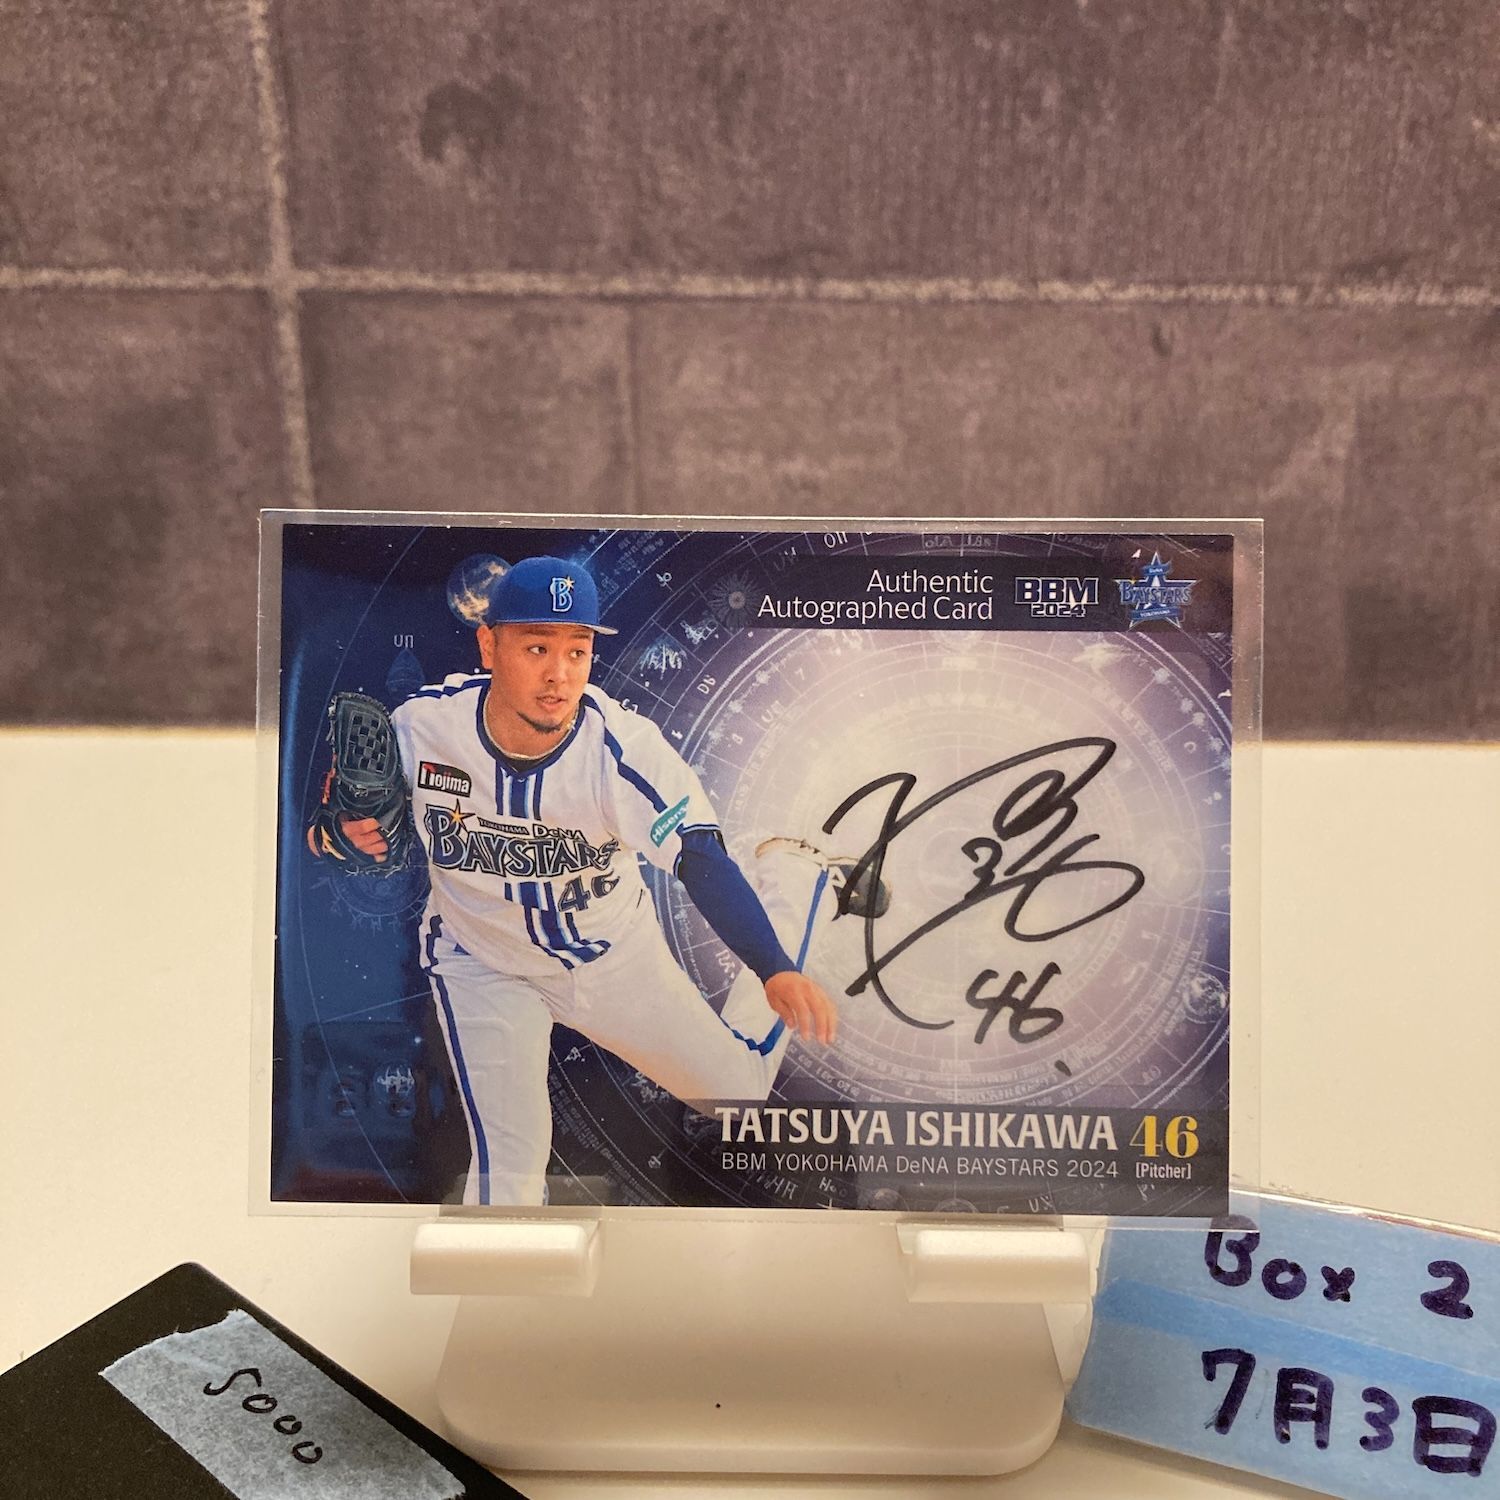 Authentic
Autographed Card
BBM
2024
BAYSTARS
nojima
Hisense
YOKOHAMA DeNA
BAYSTARS
46
46
TATSUYA ISHIKAWA 46
BBM YOKOHAMA DeNA BAYSTARS 2024 [Pitcher]
Box 2
7月3日
5000